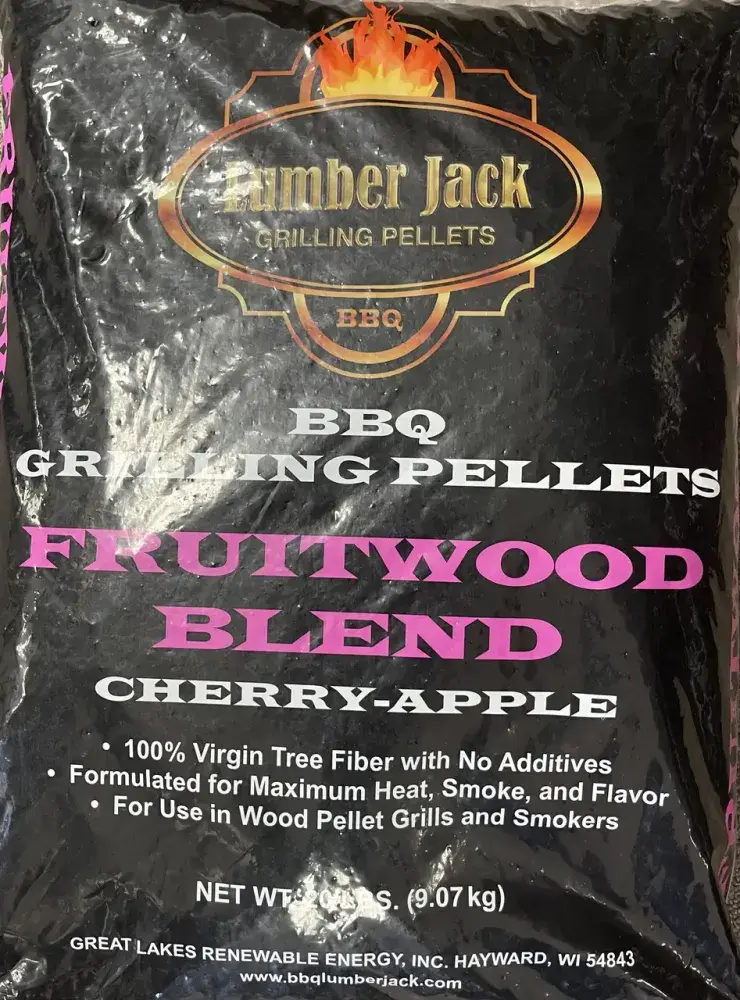 Lumber Jack
GRILLING PELLETS
BBQ
BBQ
GRILLING PELLETS
FRUITWOOD
BLEND
CHERRY-APPLE
• 100% Virgin Tree Fiber with No Additives
• Formulated for Maximum Heat, Smoke, and Flavor
• For Use in Wood Pellet Grills and Smokers
NET WT. 20 LBS. (9.07 kg)
GREAT LAKES RENEWABLE ENERGY, INC. HAYWARD, WI 54843
www.bbqlumberjack.com